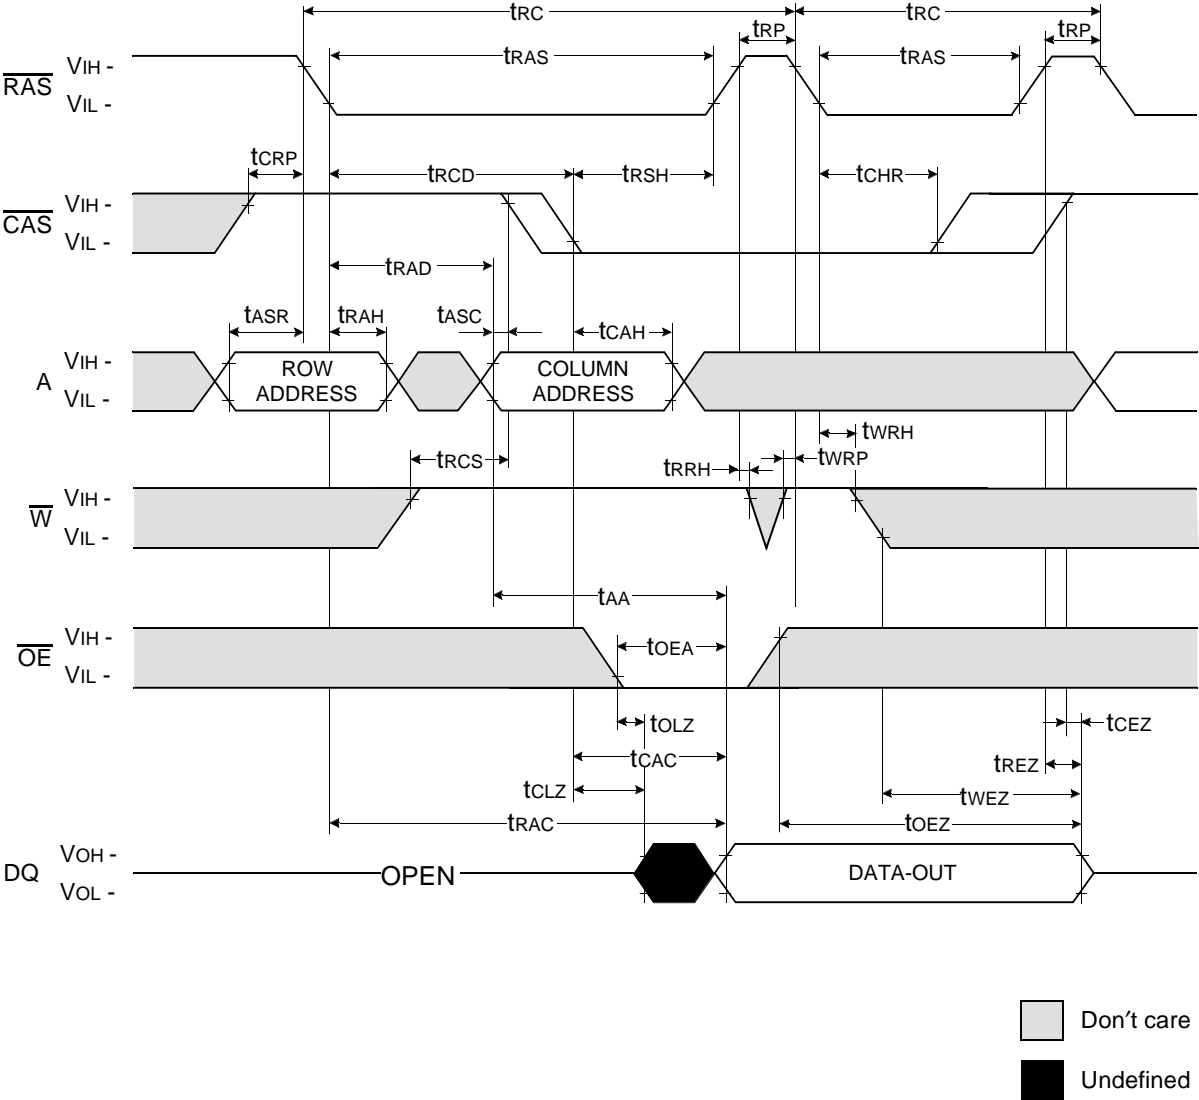 tRC tRC
tRP tRP
tRAS tRAS
RAS VIH -
VIL -
tCRP tRCD tRSH tCHR
CAS VIH -
VIL -
tRAD
tASR tRAH tASC tCAH
A VIH -
VIL -
ROW ADDRESS
COLUMN ADDRESS
tWRH
tRCS tRRH tWRP
W VIH -
VIL -
tAA
OE VIH -
VIL -
tOEA
tOLZ tCEZ
tCAC tREZ
tCLZ tWEZ
tRAC tOEZ
DQ VOH -
VOL -
OPEN DATA-OUT
Don′t care
Undefined